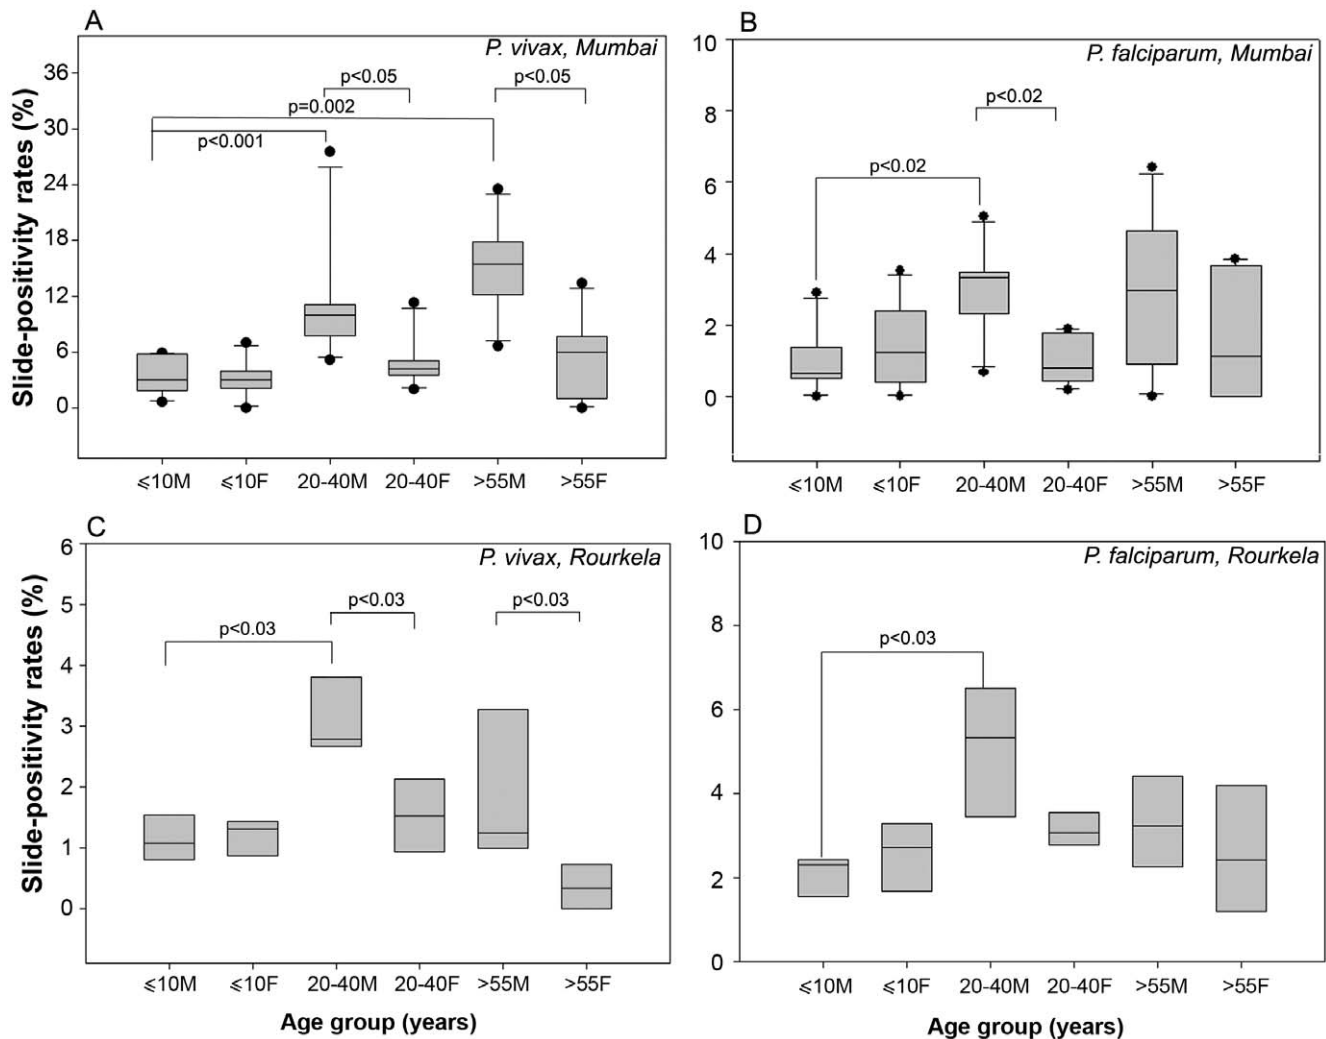 A
P. vivax, Mumbai
Slide-positivity rates (%)
36
30
24
18
12
6
0
p<0.05
p<0.05
p=0.002
p<0.001
⩽10M
⩽10F
20-40M
20-40F
>55M
>55F
B
P. falciparum, Mumbai
10
8
6
4
2
0
p<0.02
p<0.02
⩽10M
⩽10F
20-40M
20-40F
>55M
>55F
C
P. vivax, Rourkela
Slide-positivity rates (%)
6
5
4
3
2
1
0
p<0.03
p<0.03
p<0.03
⩽10M
⩽10F
20-40M
20-40F
>55M
>55F
Age group (years)
D
P. falciparum, Rourkela
10
8
6
4
2
0
p<0.03
⩽10M
⩽10F
20-40M
20-40F
>55M
>55F
Age group (years)